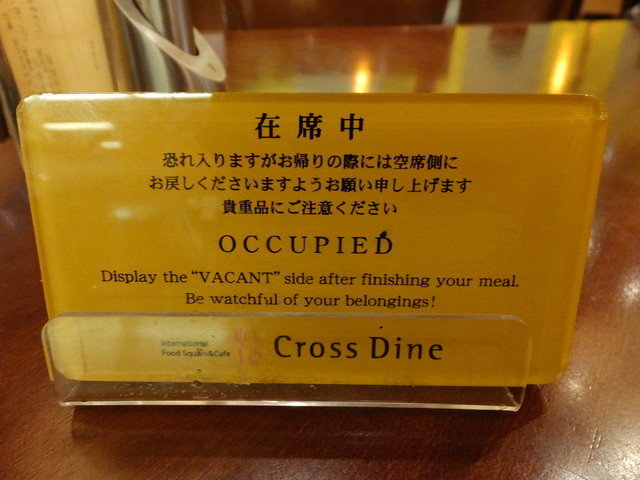 在席中
恐れ入りますがお帰りの際には空席側に
お戻しくださいますようお願い申し上げます
貴重品にご注意ください
OCCUPIED
Display the "VACANT" side after finishing your meal.
Be watchful of your belongings!
International
Food Square&Cafe
Cross Dine